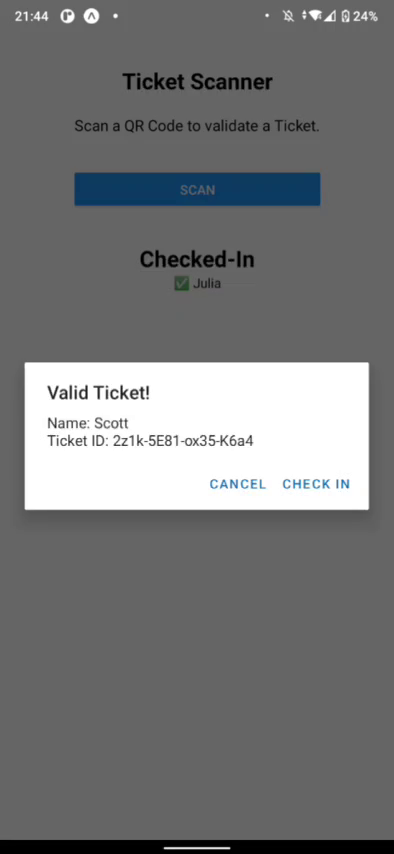 21:44
24%
Ticket Scanner
Scan a QR Code to validate a Ticket.
SCAN
Checked-In
✅ Julia
Valid Ticket!
Name: Scott
Ticket ID: 2z1k-5E81-ox35-K6a4
CANCEL CHECK IN